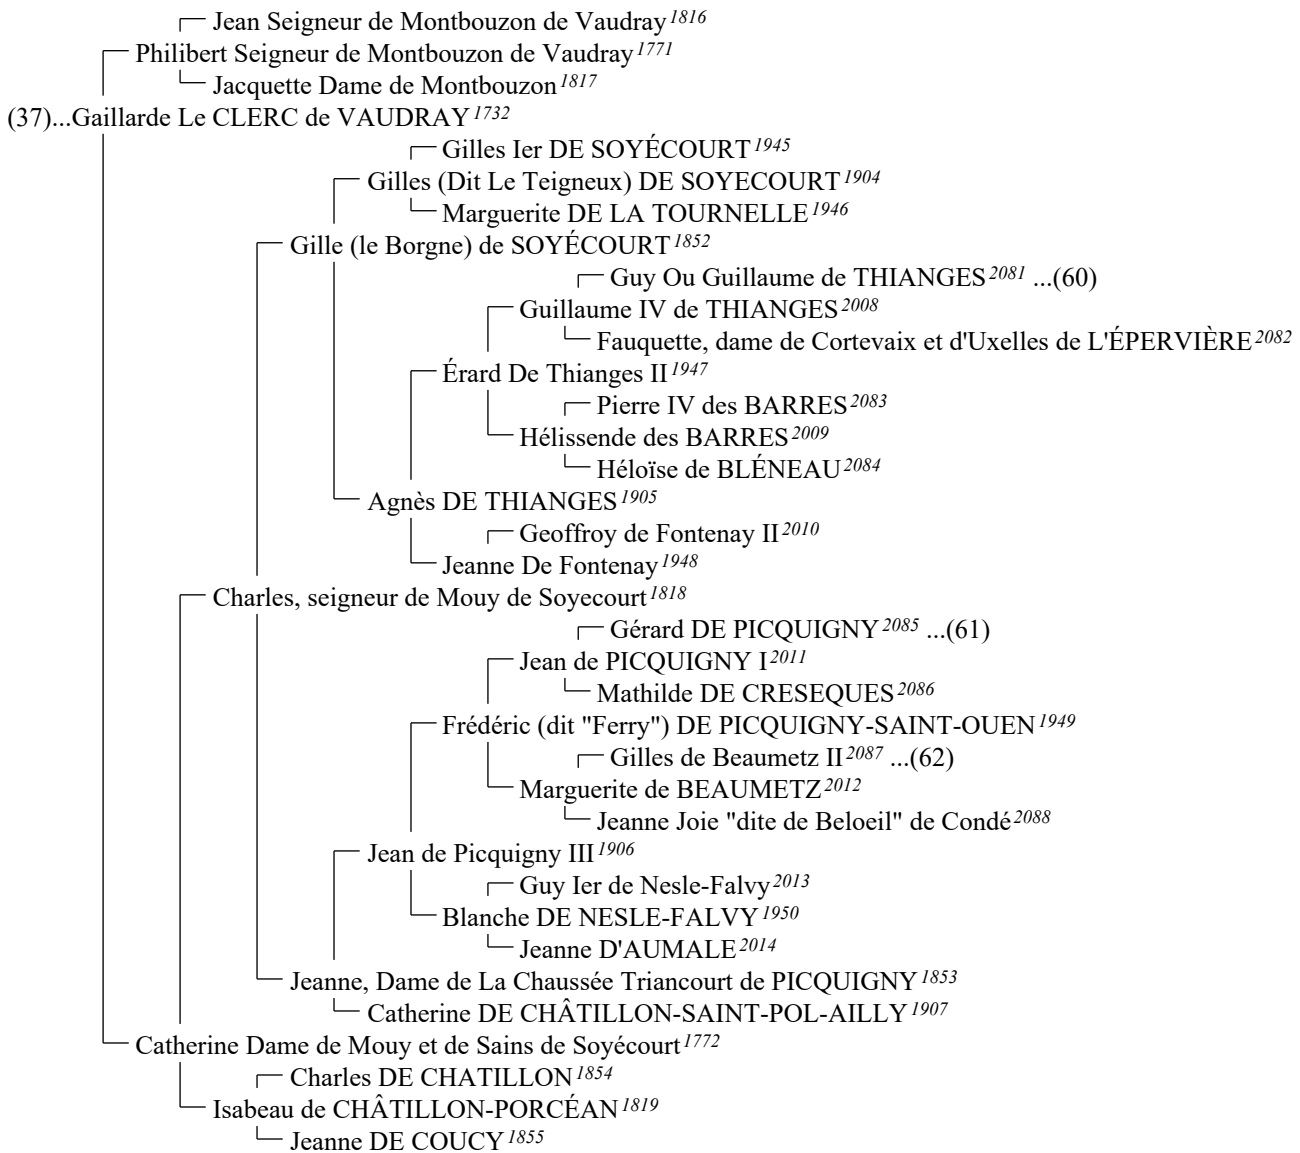 Jean Seigneur de Montbouzon de Vaudray 1816
Philibert Seigneur de Montbouzon de Vaudray 1771
Jacquette Dame de Montbouzon 1817
(37)...Gaillarde Le CLERC de VAUDRAY 1732
Gilles Ier DE SOYÉCOURT 1945
Gilles (Dit Le Teigneux) DE SOYECOURT 1904
Marguerite DE LA TOURNELLE 1946
Gille (le Borgne) de SOYÉCOURT 1852
Guy Ou Guillaume de THIANGES 2081 ...(60)
Guillaume IV de THIANGES 2008
Fauquette, dame de Cortevaix et d'Uxelles de L'ÉPERVIÈRE 2082
Érard De Thianges II 1947
Pierre IV des BARRES 2083
Hélissende des BARRES 2009
Héloïse de BLÉNEAU 2084
Agnès DE THIANGES 1905
Geoffroy de Fontenay II 2010
Jeanne De Fontenay 1948
Charles, seigneur de Mouy de Soyecourt 1818
Gérard DE PICQUIGNY 2085 ...(61)
Jean de PICQUIGNY I 2011
Mathilde DE CRESEQUES 2086
Frédéric (dit "Ferry") DE PICQUIGNY-SAINT-OUEN 1949
Gilles de Beaumetz II 2087 ...(62)
Marguerite de BEAUMETZ 2012
Jeanne Joie "dite de Beloeil" de Condé 2088
Jean de Picquigny III 1906
Guy Ier de Nesle-Falvy 2013
Blanche DE NESLE-FALVY 1950
Jeanne D'AUMALE 2014
Jeanne, Dame de La Chaussée Triancourt de PICQUIGNY 1853
Catherine DE CHÂTILLON-SAINT-POL-AILLY 1907
Catherine Dame de Mouy et de Sains de Soyécourt 1772
Charles DE CHATILLON 1854
Isabeau de CHÂTILLON-PORCÉAN 1819
Jeanne DE COUCY 1855